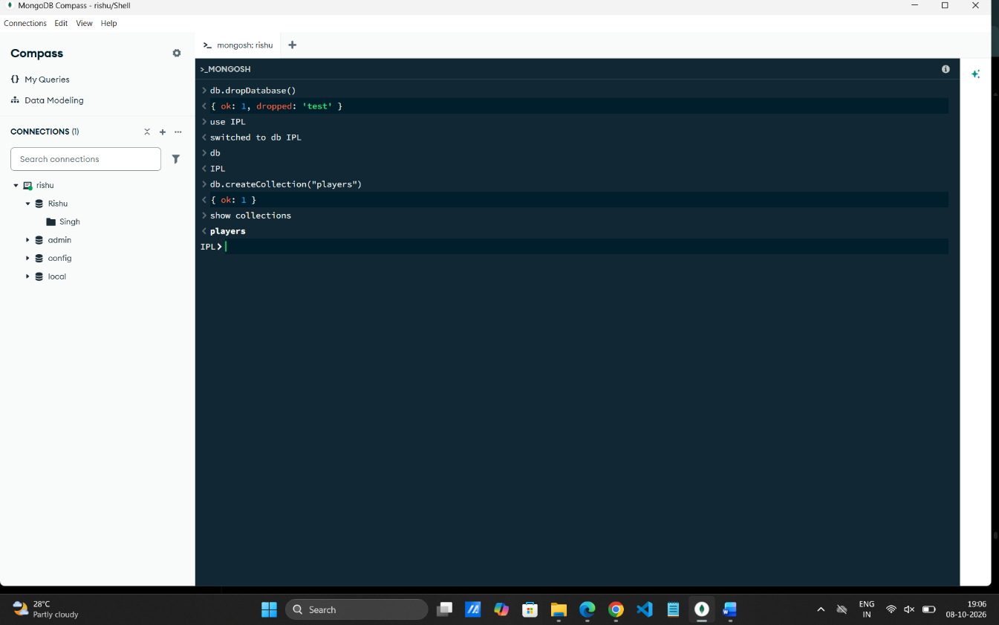 MongoDB Compass - rishu/Shell
Connections Edit View Help
Compass
My Queries
Data Modeling
CONNECTIONS (1)
Search connections
rishu
Rishu
Singh
admin
config
local
>_ mongosh: rishu
>_MONGOSH
> db.dropDatabase()
< { ok: 1, dropped: 'test' }
> use IPL
< switched to db IPL
> db
< IPL
> db.createCollection("players")
< { ok: 1 }
> show collections
< players
IPL>
28°C
Partly cloudy
Search
ENG
IN
19:06
08-10-2026